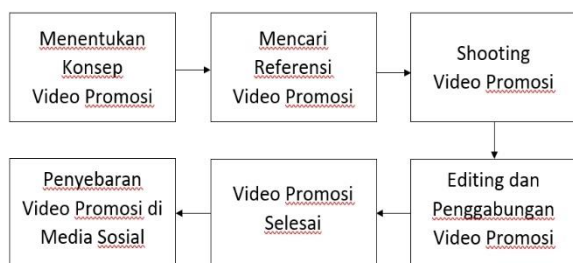 Menentukan
Konsep
Video Promosi
Mencari
Referensi
Video Promosi
Shooting
Video Promosi
Editing dan
Penggabungan
Video Promosi
Video Promosi
Selesai
Penyebaran
Video Promosi di
Media Sosial